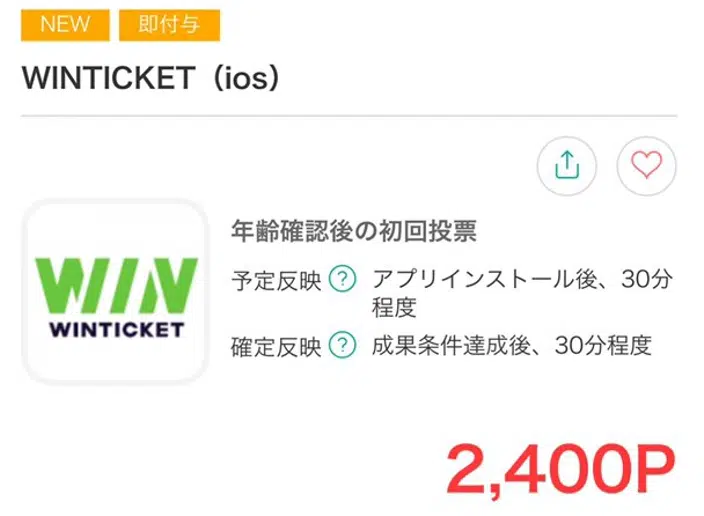 NEW 即付与
WINTICKET（ios）
WIN
WINTICKET
年齢確認後の初回投票
予定反映 ? アプリインストール後、30分
程度
確定反映 ? 成果条件達成後、30分程度
2,400P